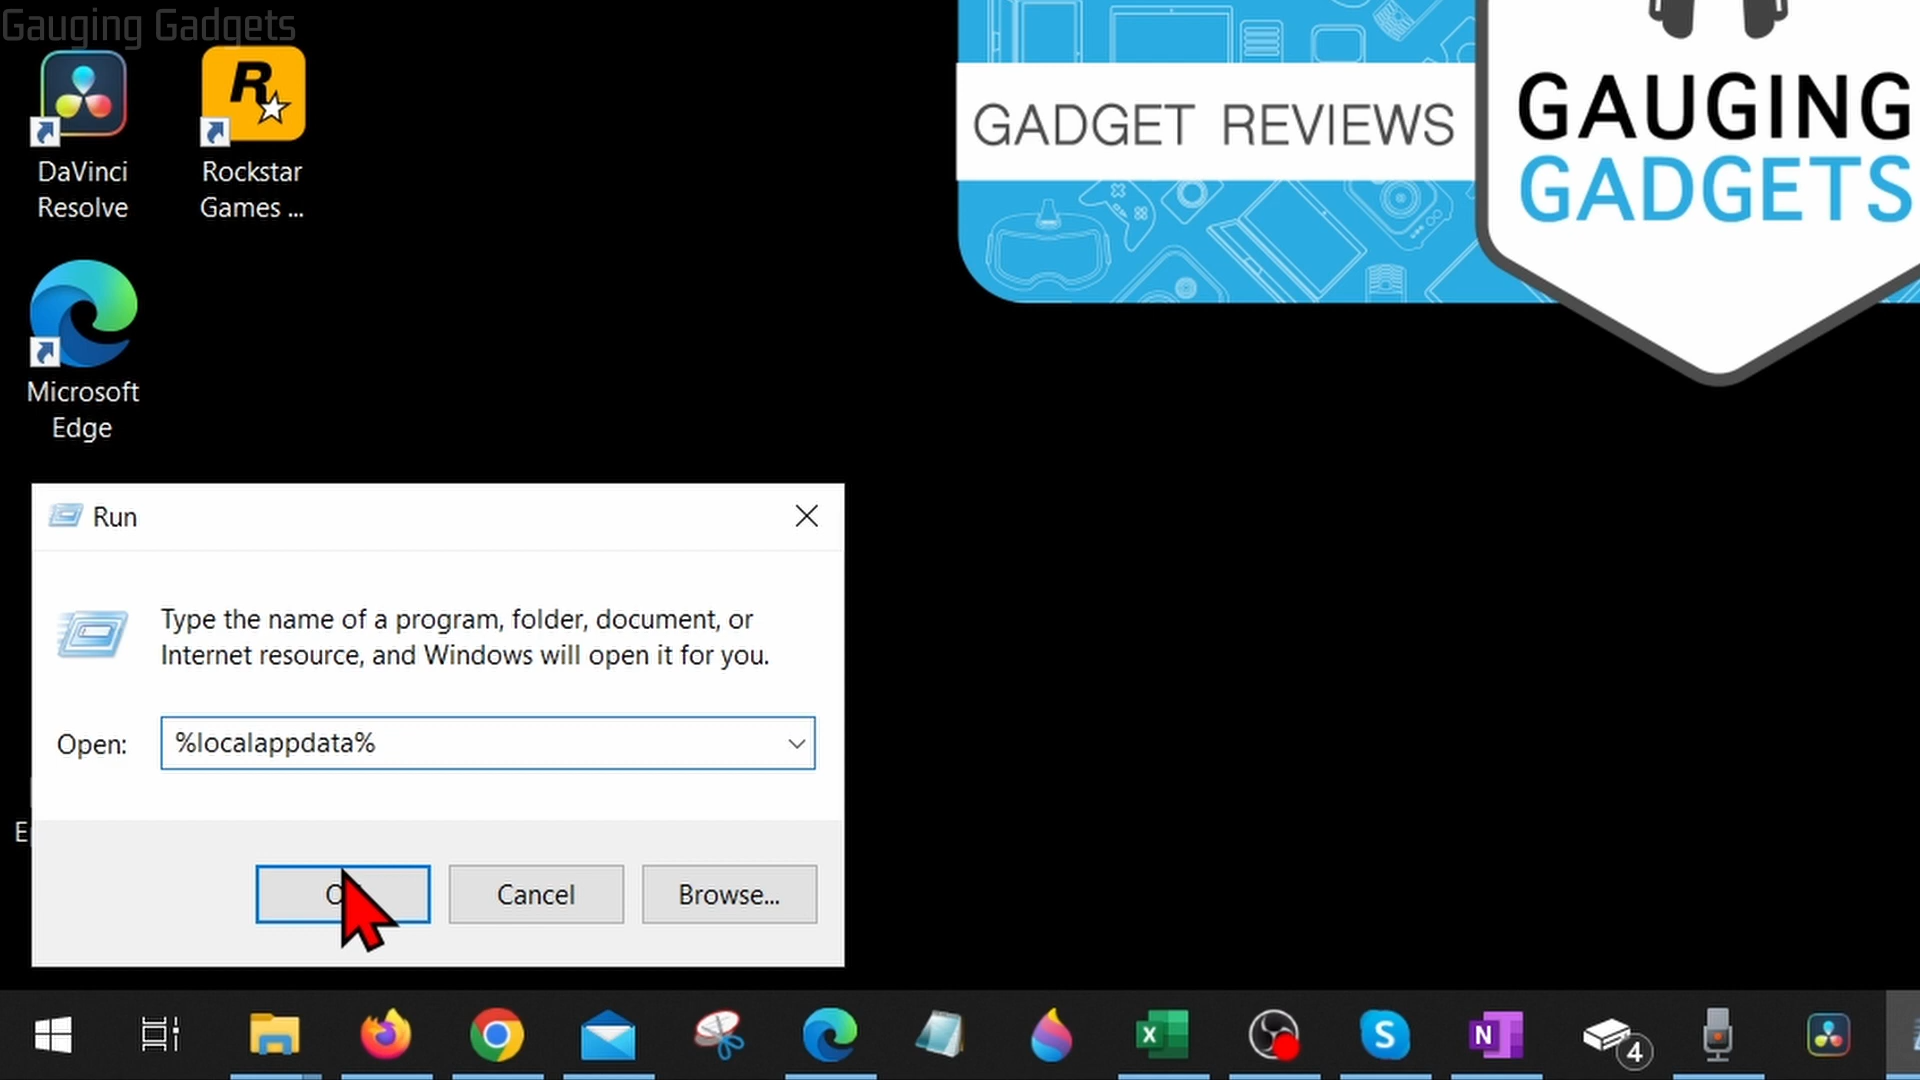 Gauging Gadgets
DaVinci
Resolve
Rockstar
Games ...
Microsoft
Edge
GADGET REVIEWS
GAUGING
GADGETS
Run
Type the name of a program, folder, document, or
Internet resource, and Windows will open it for you.
Open:
%localappdata%
Cancel
Browse...
4